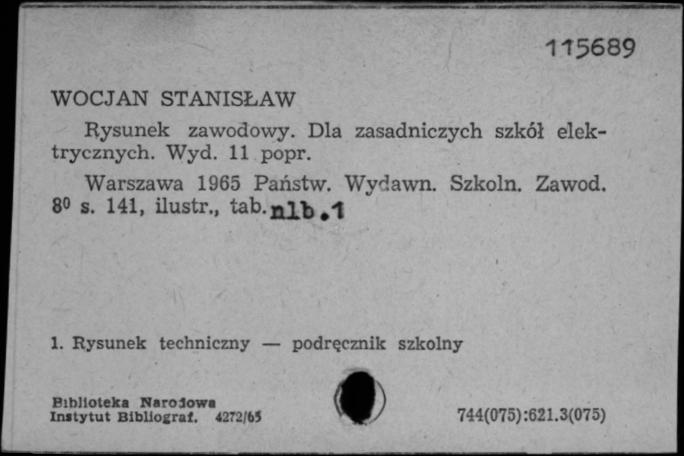 115689
WOCJAN STANISŁAW
Rysunek zawodowy. Dla zasadniczych szkół elek-
trycznych. Wyd. 11 popr.
Warszawa 1965 Państw. Wydawn. Szkoln. Zawod.
8⁰ s. 141, ilustr., tab. nlb.1
1. Rysunek techniczny — podręcznik szkolny
Biblioteka Narodowa
Instytut Bibliograf. 4272/65
744(075):621.3(075)